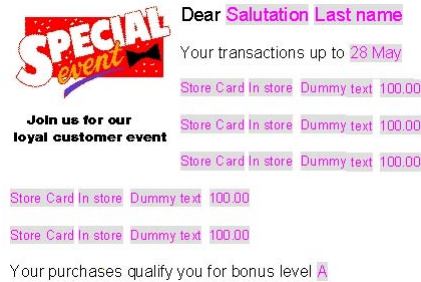 SPECIAL
event
Join us for our
loyal customer event
Dear Salutation Last name
Your transactions up to 28 May
Store Card In store Dummy text 100.00
Store Card In store Dummy text 100.00
Store Card In store Dummy text 100.00
Store Card In store Dummy text 100.00
Store Card In store Dummy text 100.00
Your purchases qualify you for bonus level A